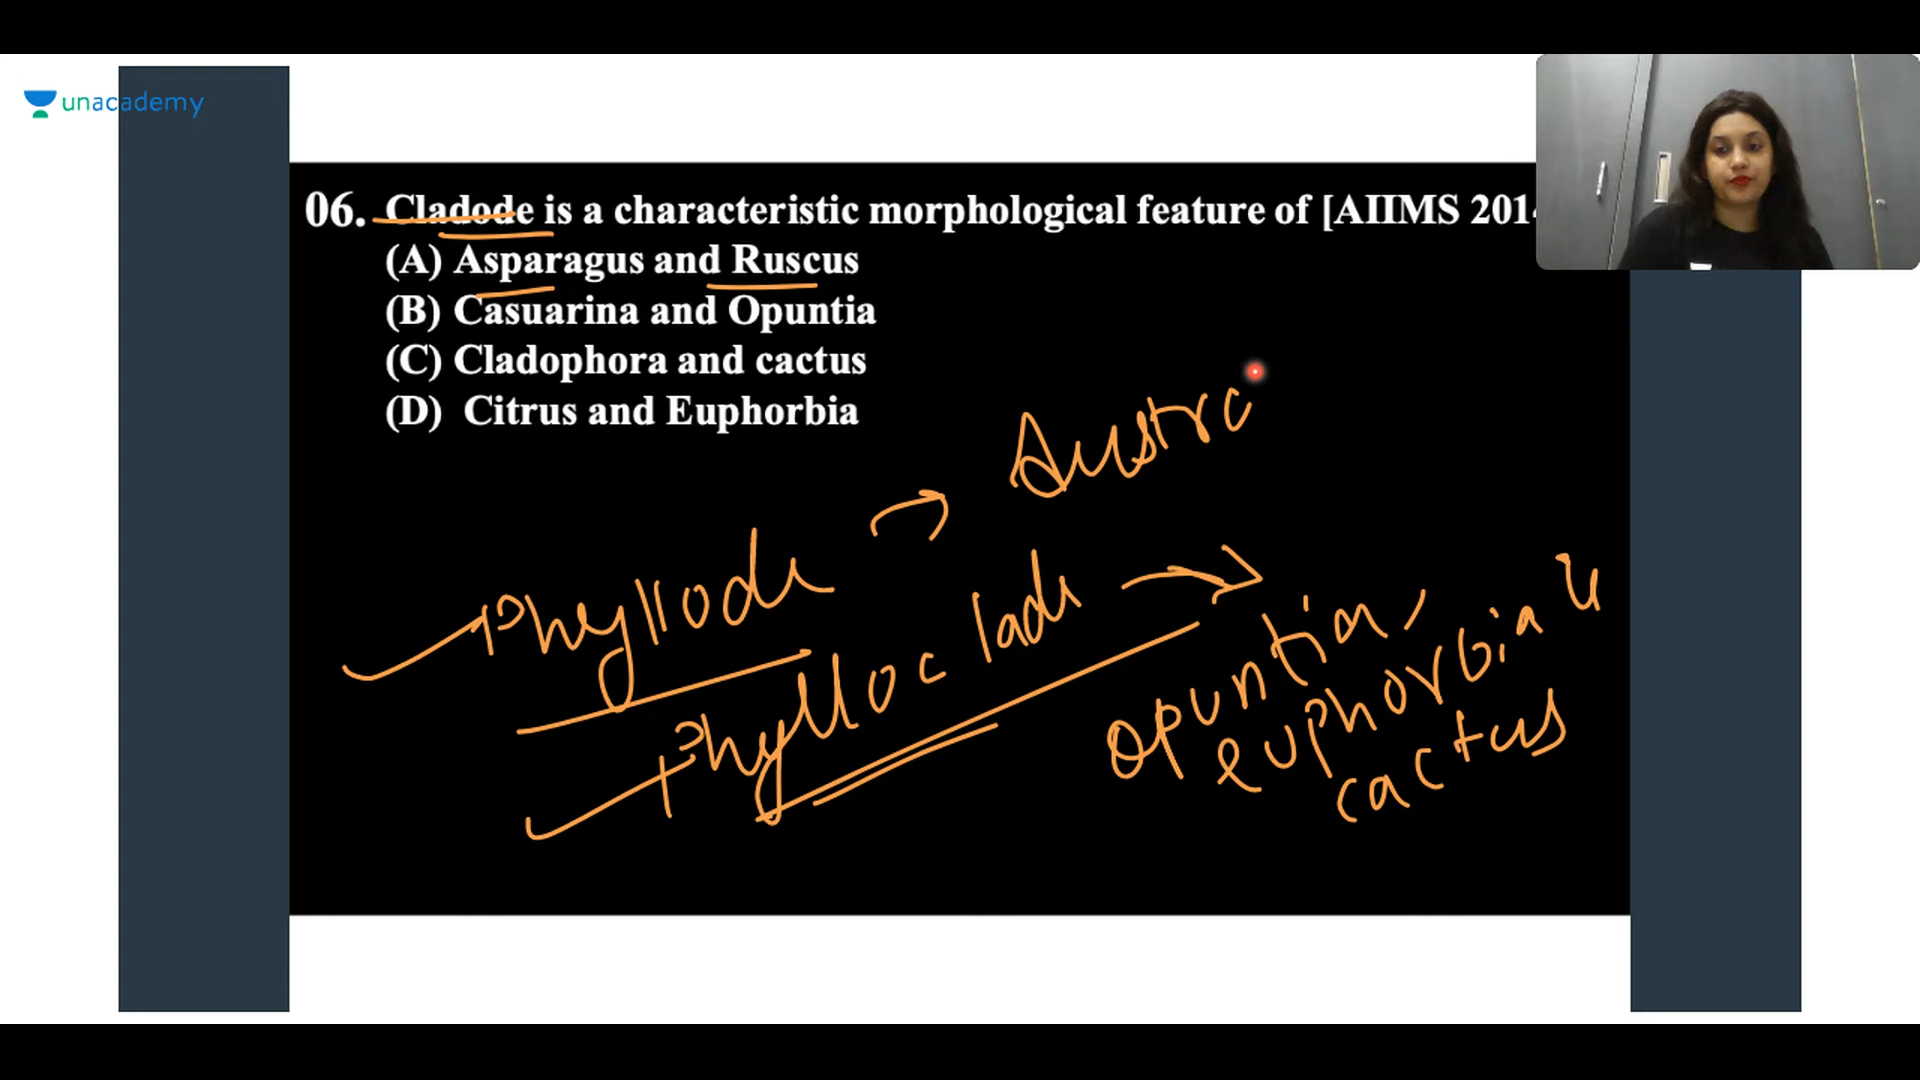 unacademy
06. Cladode is a characteristic morphological feature of [AIIMS 201
(A) Asparagus and Ruscus
(B) Casuarina and Opuntia
(C) Cladophora and cactus
(D) Citrus and Euphorbia
Austra
Phyllode
Phylloclade
Opuntia,
euphorbia
cactus